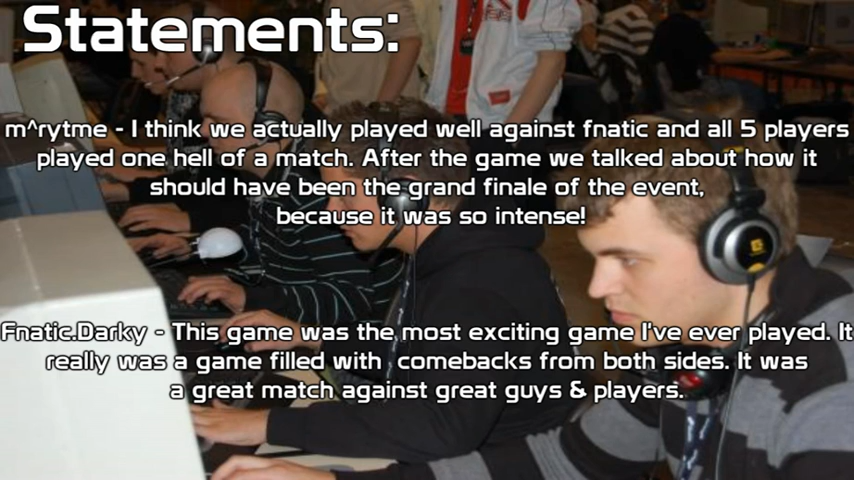 Statements:
m^rytme - I think we actually played well against fnatic and all 5 players
played one hell of a match. After the game we talked about how it
should have been the grand finale of the event,
because it was so intense!
Fnatic.Darky - This game was the most exciting game I've ever played. It
really was a game filled with comebacks from both sides. It was
a great match against great guys & players.